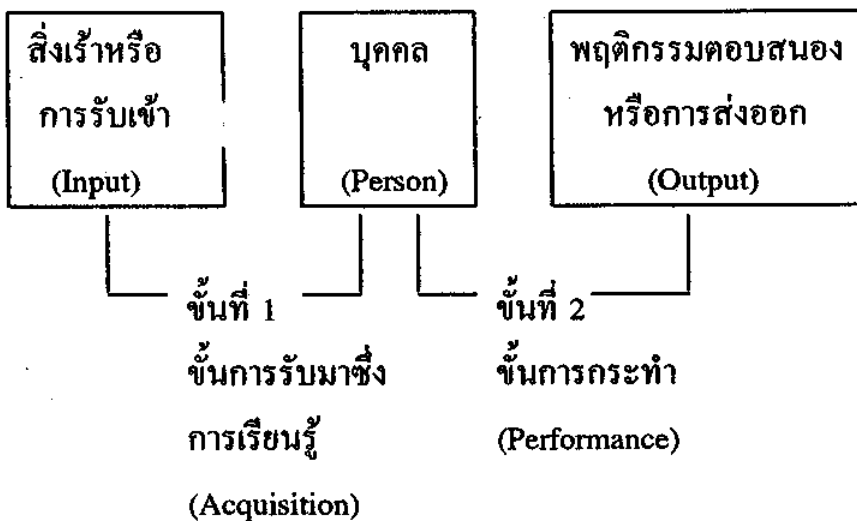 สิ่งเร้าหรือ
การรับเข้า
(Input)
บุคคล
(Person)
พฤติกรรมตอบสนอง
หรือการส่งออก
(Output)
ขั้นที่ 1
ขั้นการรับมาซึ่ง
การเรียนรู้
(Acquisition)
ขั้นที่ 2
ขั้นการกระทำ
(Performance)